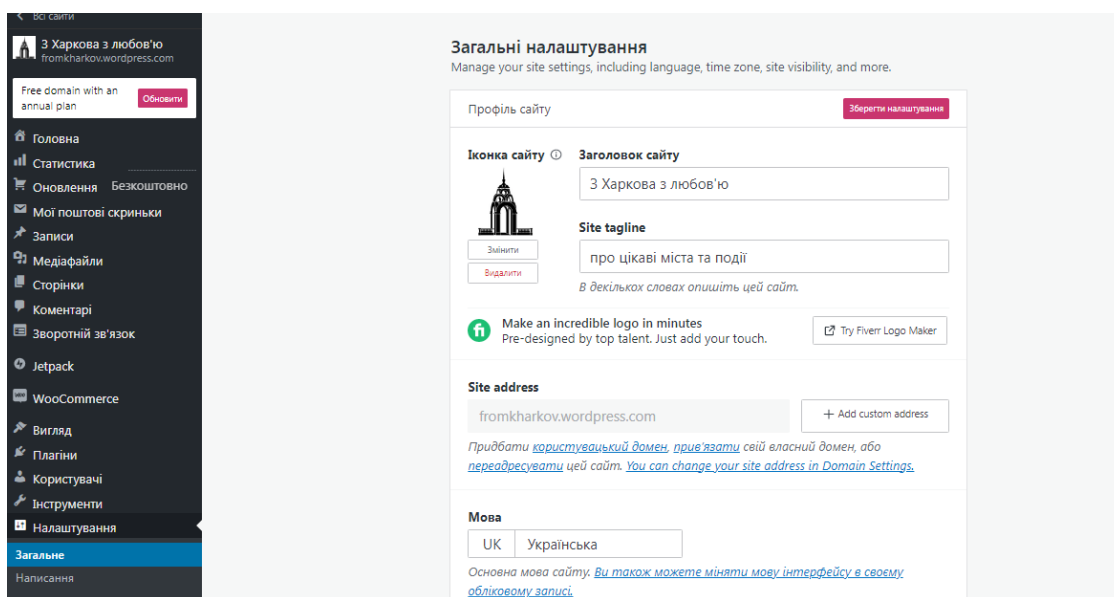 Всі сайти
З Харкова з любов'ю
fromkharkov.wordpress.com
Free domain with an
annual plan
Обновити
Головна
Статистика
Оновлення Безкоштовно
Мої поштові скриньки
Записи
Медіафайли
Сторінки
Коментарі
Зворотній зв'язок
Jetpack
WooCommerce
Вигляд
Плагіни
Користувачі
Інструменти
Налаштування
Загальне
Написання
Загальні налаштування
Manage your site settings, including language, time zone, site visibility, and more.
Профіль сайту
Зберегти налаштування
Іконка сайту
Змінити
Видалити
Заголовок сайту
З Харкова з любов'ю
Site tagline
про цікаві міста та події
В декількох словах опишіть цей сайт.
fi
Make an incredible logo in minutes
Pre-designed by top talent. Just add your touch.
Try Fiverr Logo Maker
Site address
fromkharkov.wordpress.com
+ Add custom address
Придбати користувацький домен, прив'язати свій власний домен, або
переадресувати цей сайт. You can change your site address in Domain Settings.
Мова
UK Українська
Основна мова сайту. Ви також можете міняти мову інтерфейсу в своєму
обліковому записі.